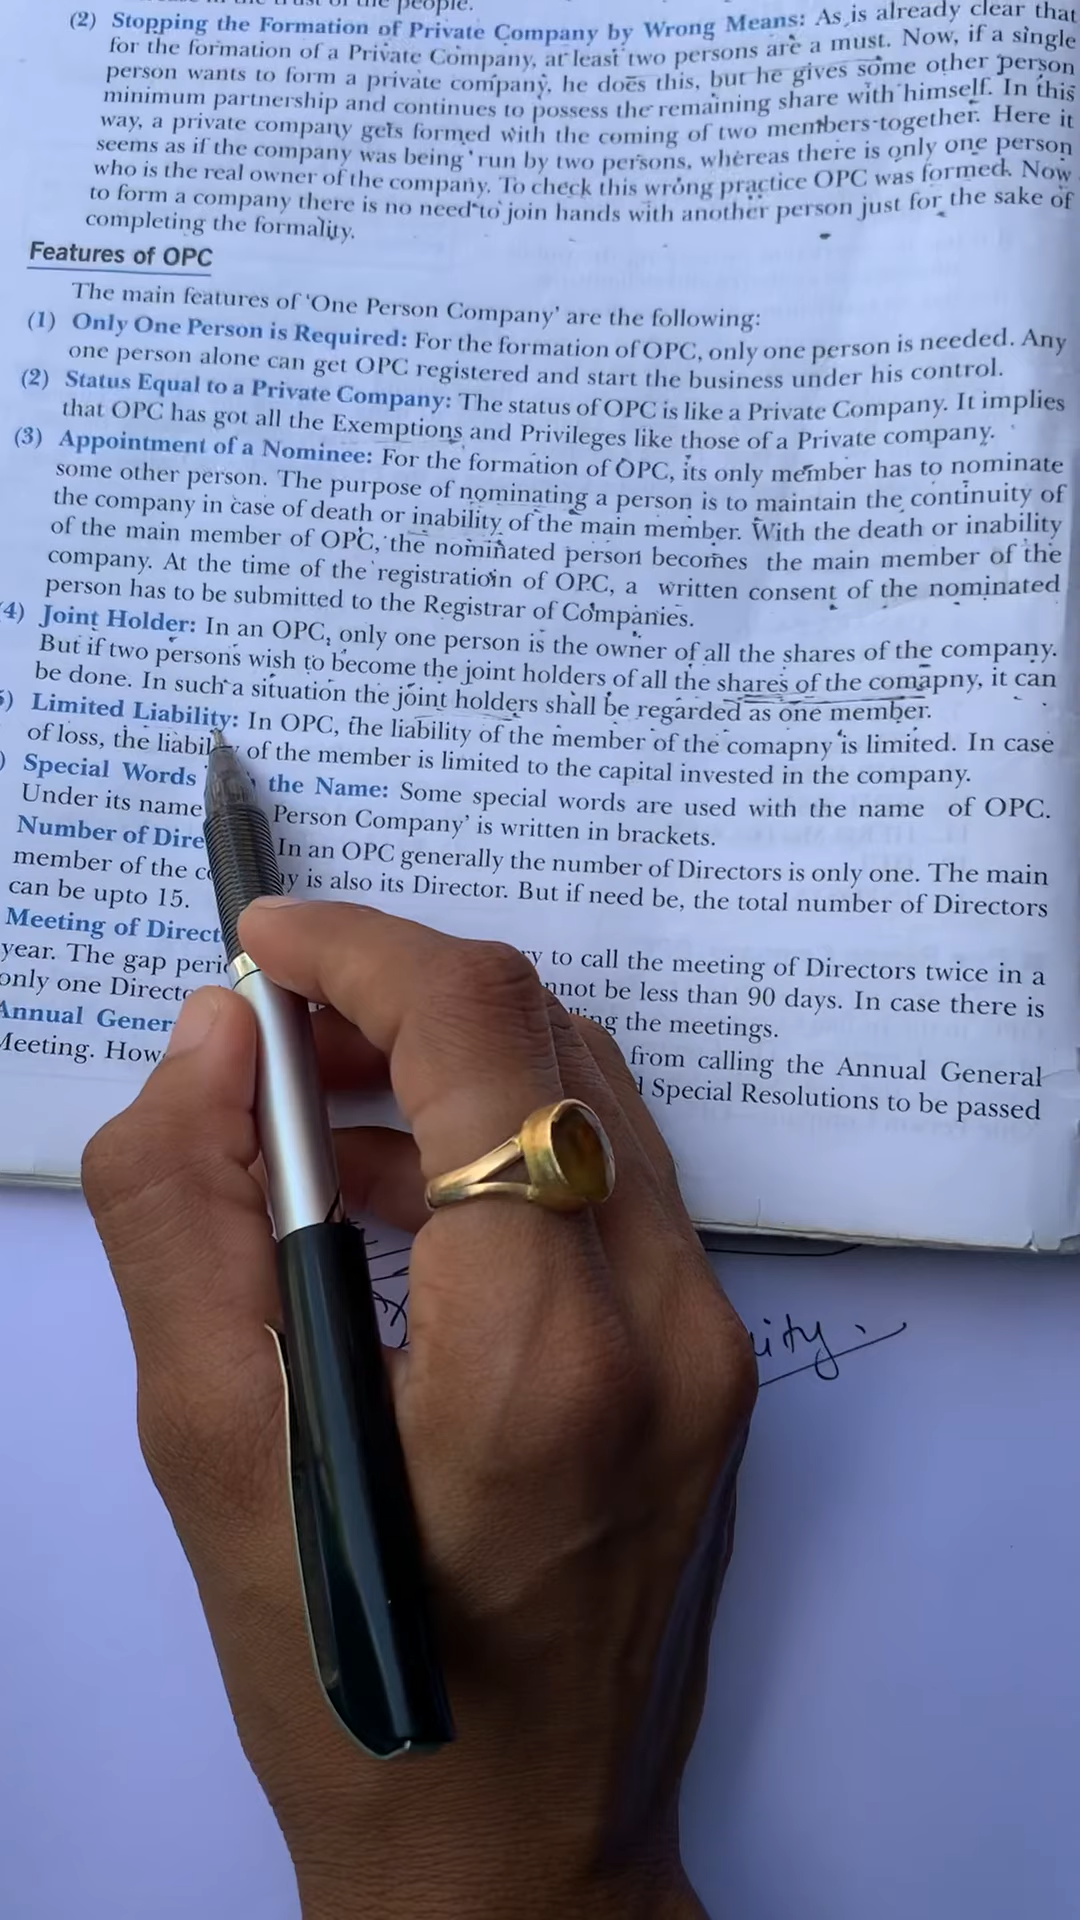 the people.
(2) Stopping the Formation of Private Company by Wrong Means: As is already clear that
for the formation of a Private Company, at least two persons are a must. Now, if a single
person wants to form a private company, he does this, but he gives some other person
minimum partnership and continues to possess the remaining share with himself. In this
way, a private company gets formed with the coming of two members together. Here it
seems as if the company was being run by two persons, whereas there is only one person
who is the real owner of the company. To check this wrong practice OPC was formed. Now
to form a company there is no need to join hands with another person just for the sake of
completing the formality.
Features of OPC
The main features of 'One Person Company' are the following:
(1) Only One Person is Required: For the formation of OPC, only one person is needed. Any
one person alone can get OPC registered and start the business under his control.
(2) Status Equal to a Private Company: The status of OPC is like a Private Company. It implies
that OPC has got all the Exemptions and Privileges like those of a Private company.
(3) Appointment of a Nominee: For the formation of OPC, its only member has to nominate
some other person. The purpose of nominating a person is to maintain the continuity of
the company in case of death or inability of the main member. With the death or inability
of the main member of OPC, the nominated person becomes the main member of the
company. At the time of the registratioin of OPC, a written consent of the nominated
person has to be submitted to the Registrar of Companies.
4) Joint Holder: In an OPC, only one person is the owner of all the shares of the company.
But if two persons wish to become the joint holders of all the shares of the comapny, it can
be done. In such a situation the joint holders shall be regarded as one member.
) Limited Liability: In OPC, the liability of the member of the comapny is limited. In case
of loss, the of the member is limited to the capital invested in the company.
) Special Words the Name: Some special words are used with the name of OPC.
Under its name Person Company' is written in brackets.
Number of In an OPC generally the number of Directors is only one. The main
member of the is also its Director. But if need be, the total number of Directors
can be upto 15.
Meeting of to call the meeting of Directors twice in a
year. The gap be less than 90 days. In case there is
only one the meetings.
Annual from calling the Annual General
Meeting. Special Resolutions to be passed